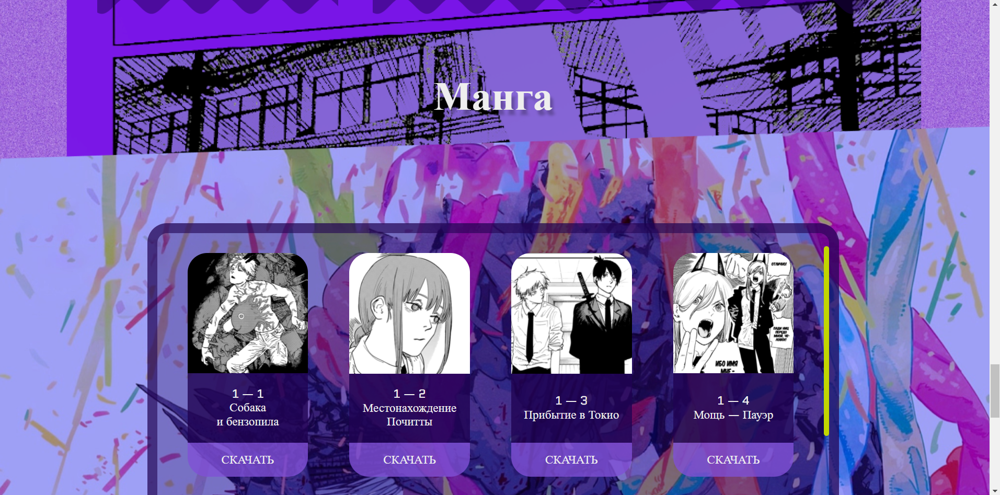 Манга
ОТЛИЧНО!
ПАДИ НИЦ
ПЕРЕДО
МНОЙ, ЧЕ-
ЛОВЕК!
ИБО ИМЯ
МНЕ -
1 — 1
Собака
и бензопила
СКАЧАТЬ
1 — 2
Местонахождение
Почитты
СКАЧАТЬ
1 — 3
Прибытие в Токио
СКАЧАТЬ
1 — 4
Мощь — Пауэр
СКАЧАТЬ